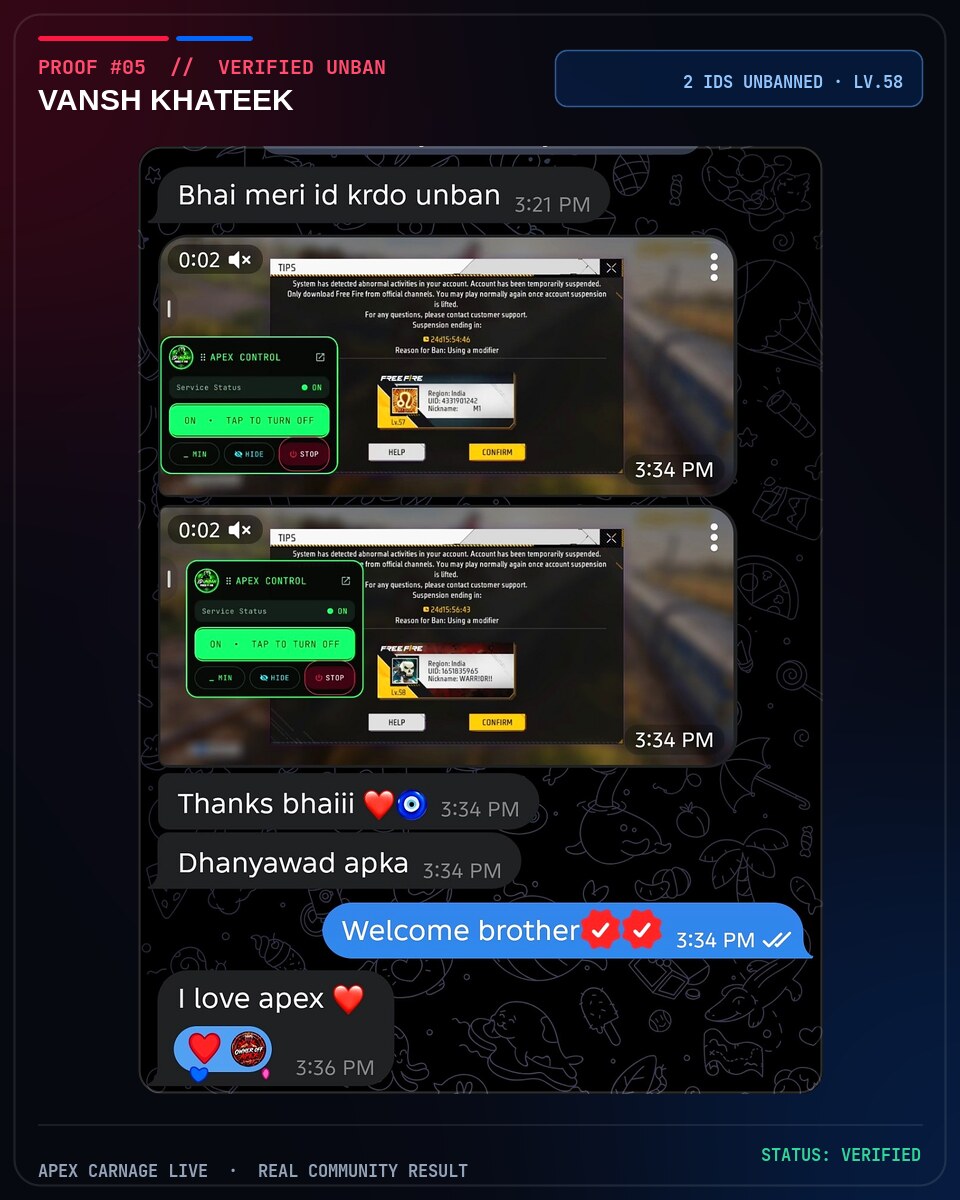 PROOF #05 // VERIFIED UNBAN
VANSH KHATEEK
2 IDS UNBANNED · LV.58
Bhai meri id krdo unban 3:21 PM
0:02
TIPS
System has detected abnormal activities in your account. Account has been temporarily suspended.
Only download Free Fire from official channels. You may play normally again once account suspension
is lifted.
For any questions, please contact customer support.
Suspension ending in:
24d15:54:46
Reason for Ban: Using a modifier
APEX CONTROL
Service Status ON
ON · TAP TO TURN OFF
_ MIN HIDE STOP
FREE FIRE
Region: India
UID: 4331901242
Nickname: M1
Lv.57
HELP CONFIRM
3:34 PM
0:02
TIPS
System has detected abnormal activities in your account. Account has been temporarily suspended.
from official channels. You may play normally again once account suspension
is lifted.
For any questions, please contact customer support.
Suspension ending in:
24d15:56:43
Reason for Ban: Using a modifier
APEX CONTROL
Service Status ON
ON · TAP TO TURN OFF
_ MIN HIDE STOP
FREE FIRE
Region: India
UID: 1651835965
Nickname: WARRIOR!!
Lv.58
HELP CONFIRM
3:34 PM
Thanks bhaiii ❤️🧿 3:34 PM
Dhanyawad apka 3:34 PM
Welcome brother 3:34 PM
I love apex ❤️
OWNER OFF
3:36 PM
APEX CARNAGE LIVE · REAL COMMUNITY RESULT
STATUS: VERIFIED